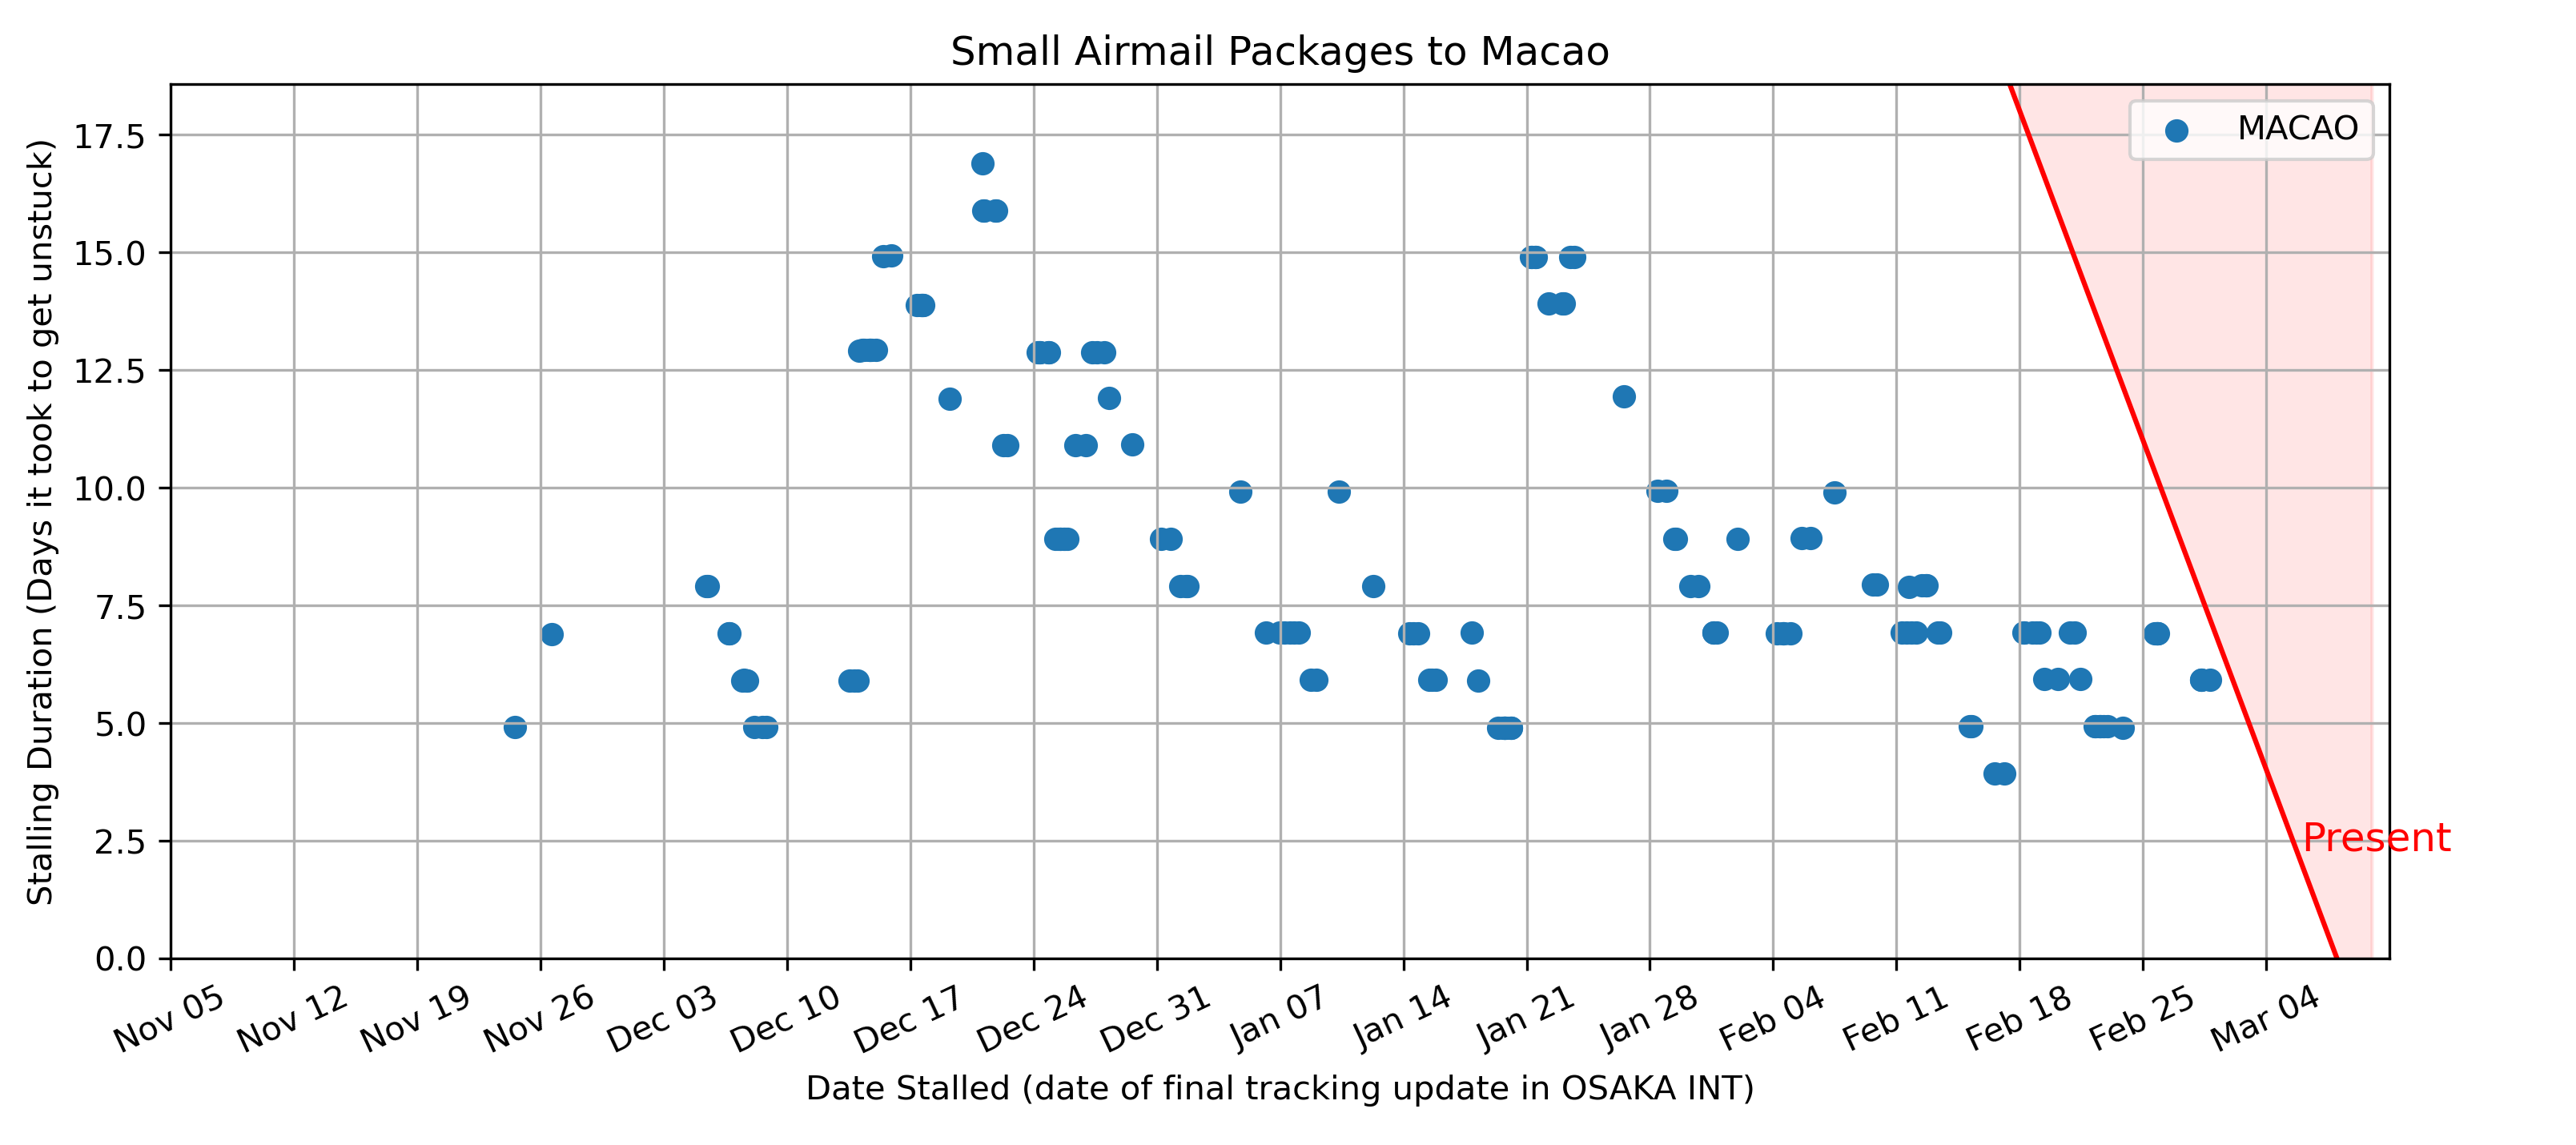 Small Airmail Packages to Macao
MACAO
Stalling Duration (Days it took to get unstuck)
17.5
15.0
12.5
10.0
7.5
5.0
2.5
0.0
Present
Nov 05 Nov 12 Nov 19 Nov 26 Dec 03 Dec 10 Dec 17 Dec 24 Dec 31 Jan 07 Jan 14 Jan 21 Jan 28 Feb 04 Feb 11 Feb 18 Feb 25 Mar 04
Date Stalled (date of final tracking update in OSAKA INT)